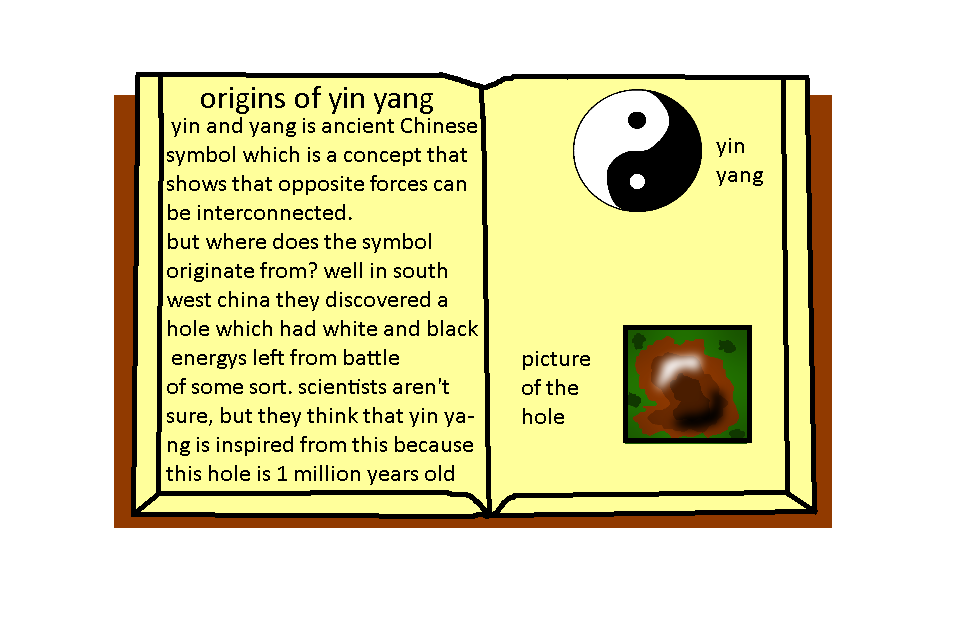 origins of yin yang
yin and yang is ancient Chinese
symbol which is a concept that
shows that opposite forces can
be interconnected.
but where does the symbol
originate from? well in south
west china they discovered a
hole which had white and black
energys left from battle
of some sort. scientists aren't
sure, but they think that yin ya-
ng is inspired from this because
this hole is 1 million years old
yin
yang
picture
of the
hole